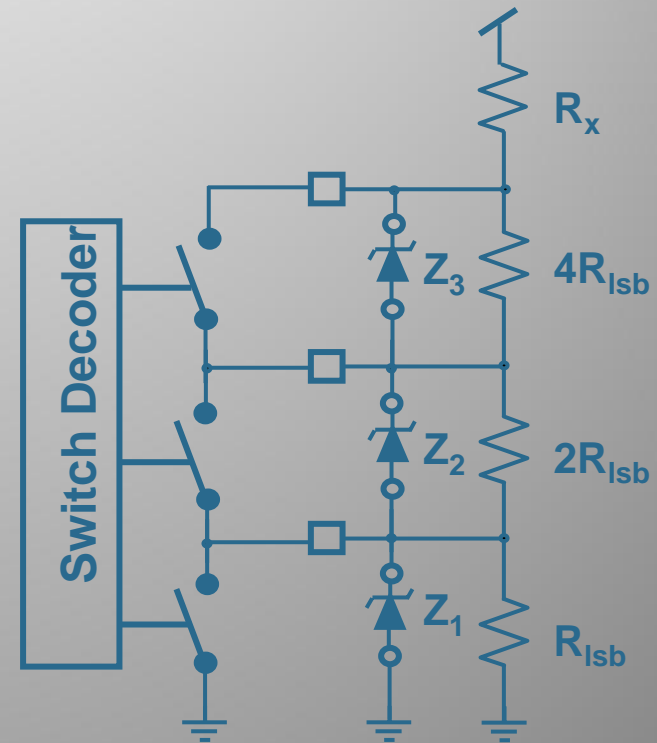 Switch Decoder
Rx
Z3
4Rlsb
Z2
2Rlsb
Z1
Rlsb